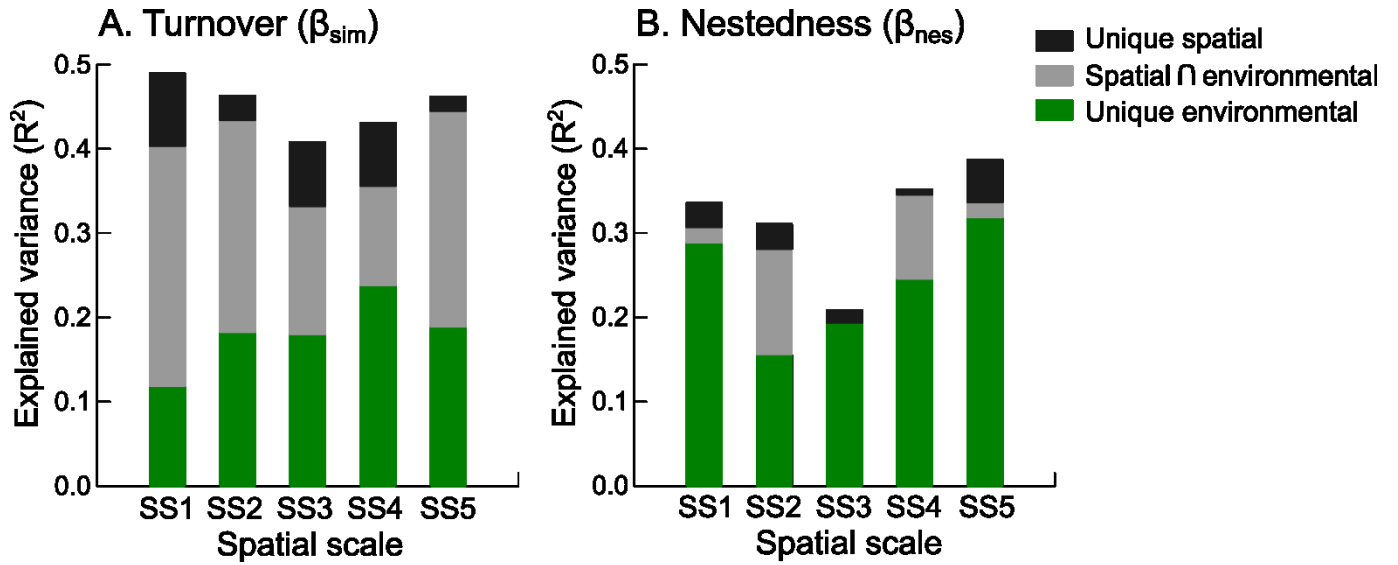 A. Turnover (βsim)
Explained variance (R²)
0.5
0.4
0.3
0.2
0.1
0.0
SS1 SS2 SS3 SS4 SS5
Spatial scale
B. Nestedness (βnes)
Explained variance (R²)
0.5
0.4
0.3
0.2
0.1
0.0
SS1 SS2 SS3 SS4 SS5
Spatial scale
Unique spatial
Spatial ∩ environmental
Unique environmental